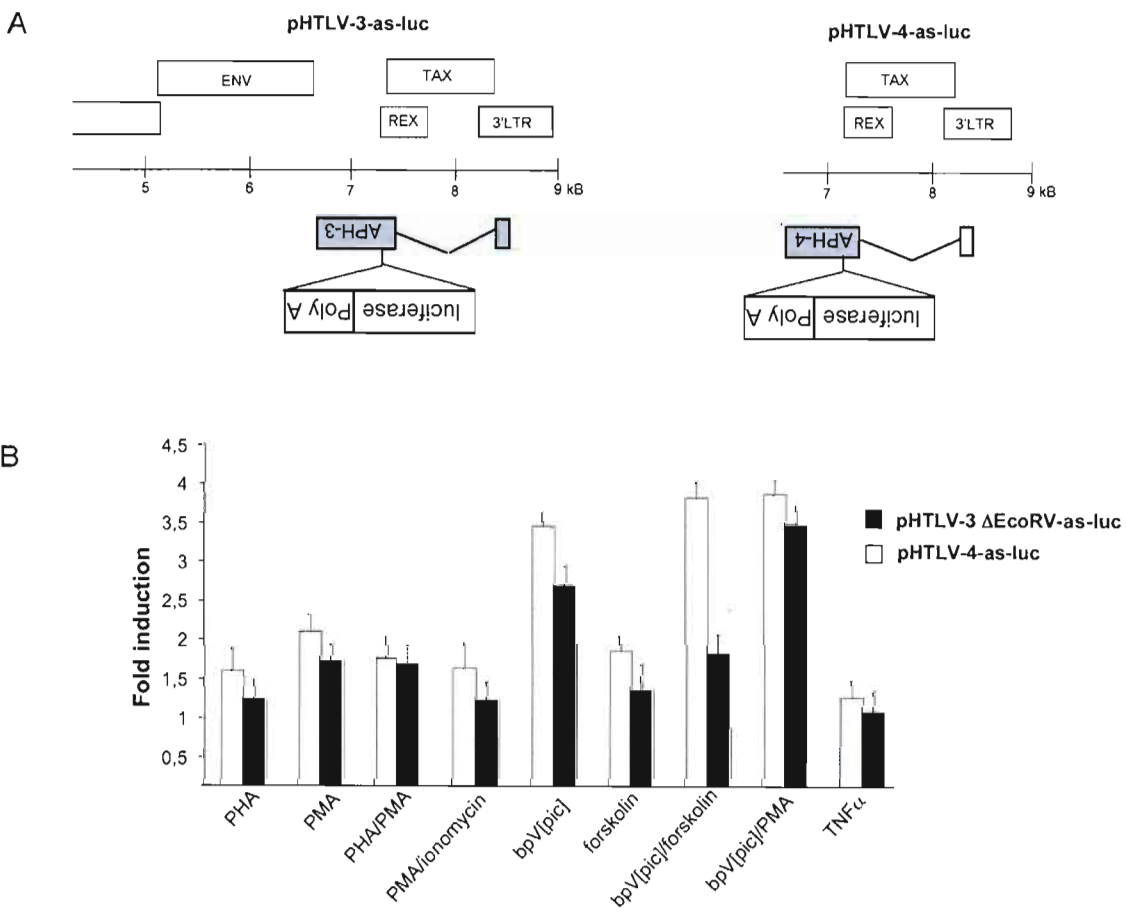 A
pHTLV-3-as-luc
pHTLV-4-as-luc
ENV
TAX
REX
3'LTR
5 6 7 8 9 kB
APH-3
Poly A luciferase
TAX
REX
3'LTR
7 8 9 kB
APH-4
Poly A luciferase
B
Fold induction
4,5
4
3,5
3
2,5
2
1,5
1
0,5
pHTLV-3 ΔEcoRV-as-luc
pHTLV-4-as-luc
PHA
PMA
PHA/PMA
PMA/ionomycin
bpV[pic]
forskolin
bpV[pic]/forskolin
bpV[pic]/PMA
TNFα